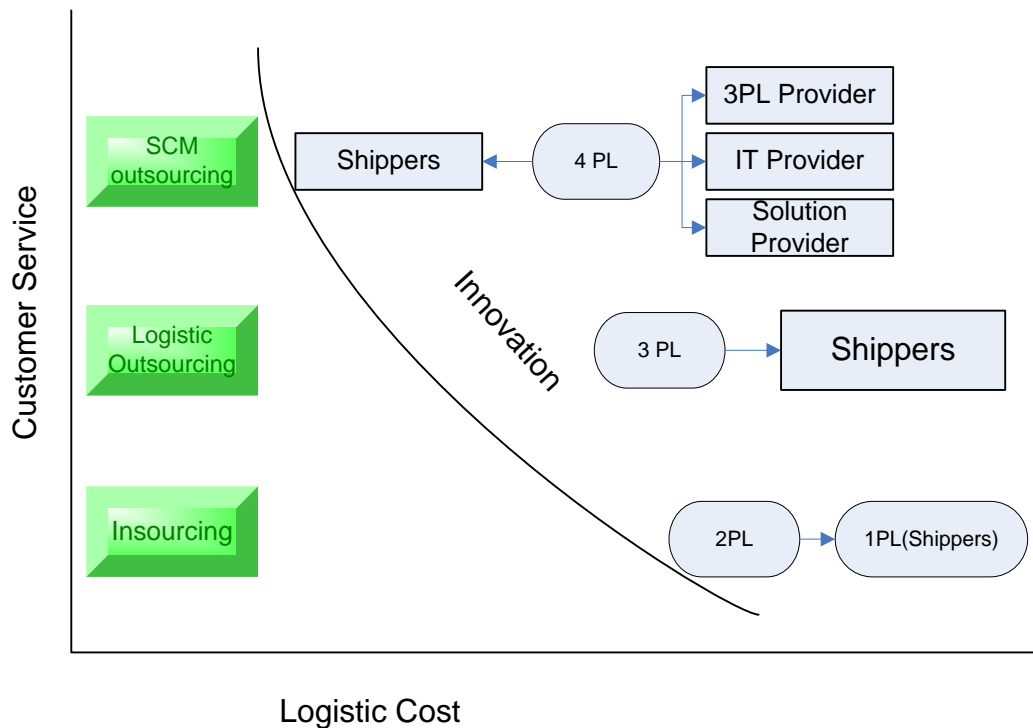 3PL Provider
SCM
outsourcing
Shippers
4 PL
IT Provider
Solution
Provider
Customer Service
Innovation
Logistic
Outsourcing
3 PL
Shippers
Insourcing
2PL
1PL(Shippers)
Logistic Cost